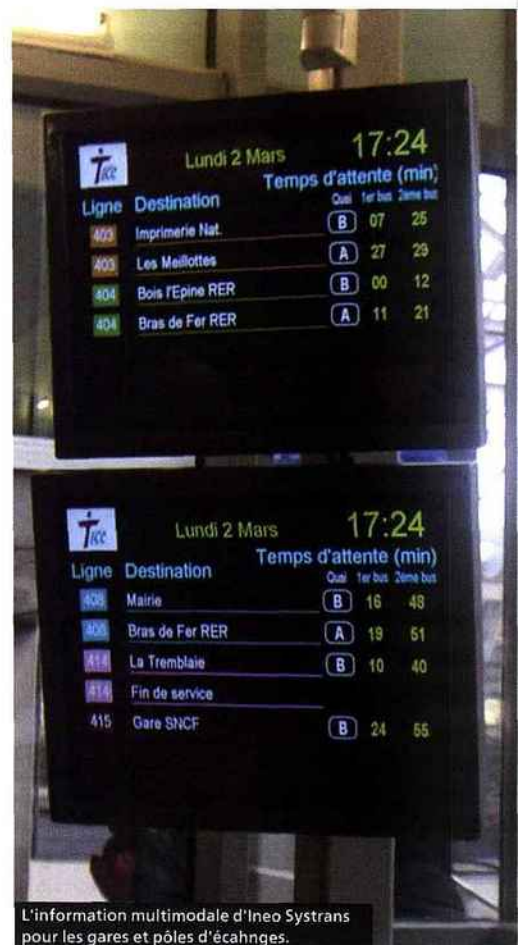 Tice
Lundi 2 Mars 17:24
Temps d'attente (min)
Ligne Destination Quai 1er bus 2ème bus
403 Imprimerie Nat. B 07 25
403 Les Meillottes A 27 29
404 Bois l'Epine RER B 00 12
404 Bras de Fer RER A 11 21
Tice
Lundi 2 Mars 17:24
Temps d'attente (min)
Ligne Destination Quai 1er bus 2ème bus
408 Mairie B 16 48
408 Bras de Fer RER A 19 51
414 La Tremblaie B 10 40
414 Fin de service
415 Gare SNCF B 24 55
L'information multimodale d'Ineo Systrans
pour les gares et pôles d'écahnges.